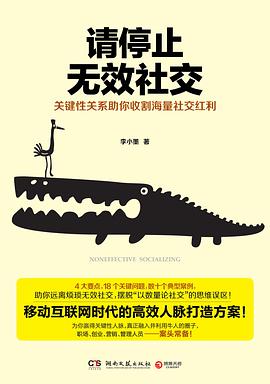 请停止
无效社交
关键性关系助你收割海量社交红利
李小墨 著
NONEFFECTIVE SOCIALIZING
4大要点,18个关键问题,数十个典型案例,
助你远离烦琐无效社交,摆脱“以数量论社交”的思维误区!
移动互联网时代的高效人脉打造方案!
为你赢得关键性人脉,真正融入并利用牛人的圈子,
职场、创业、营销、管理人员——案头常备!
湖南文艺出版社
博集天卷